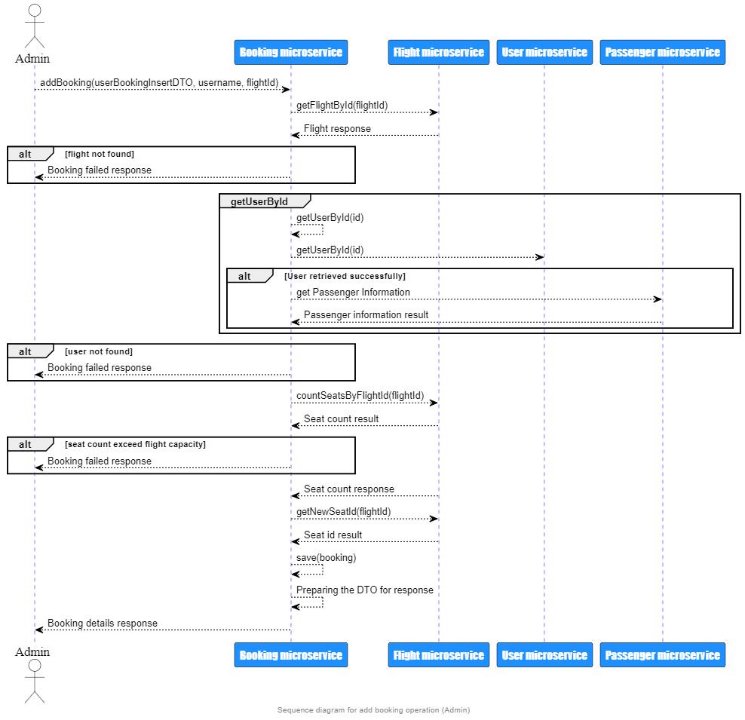 Admin
Booking microservice
Flight microservice
User microservice
Passenger microservice
addBooking(userBookingInsertDTO, username, flightId)
getFlightById(flightId)
Flight response
alt [flight not found]
Booking failed response
getUserById
getUserById(id)
getUserById(id)
alt [User retrieved successfully]
get Passenger Information
Passenger information result
alt [user not found]
Booking failed response
countSeatsByFlightId(flightId)
Seat count result
alt [seat count exceed flight capacity]
Booking failed response
Seat count response
getNewSeatId(flightId)
Seat id result
save(booking)
Preparing the DTO for response
Booking details response
Admin
Booking microservice
Flight microservice
User microservice
Passenger microservice
Sequence diagram for add booking operation (Admin)